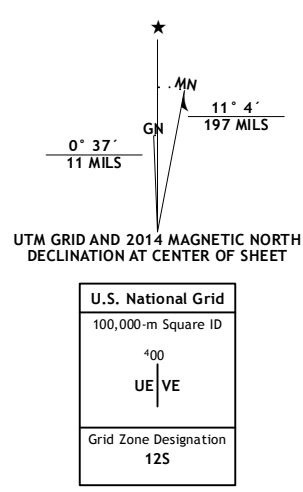 ★
MN
GN
11° 4´
197 MILS
0° 37´
11 MILS
UTM GRID AND 2014 MAGNETIC NORTH
DECLINATION AT CENTER OF SHEET
U.S. National Grid
100,000-m Square ID
⁴00
UE VE
Grid Zone Designation
12S